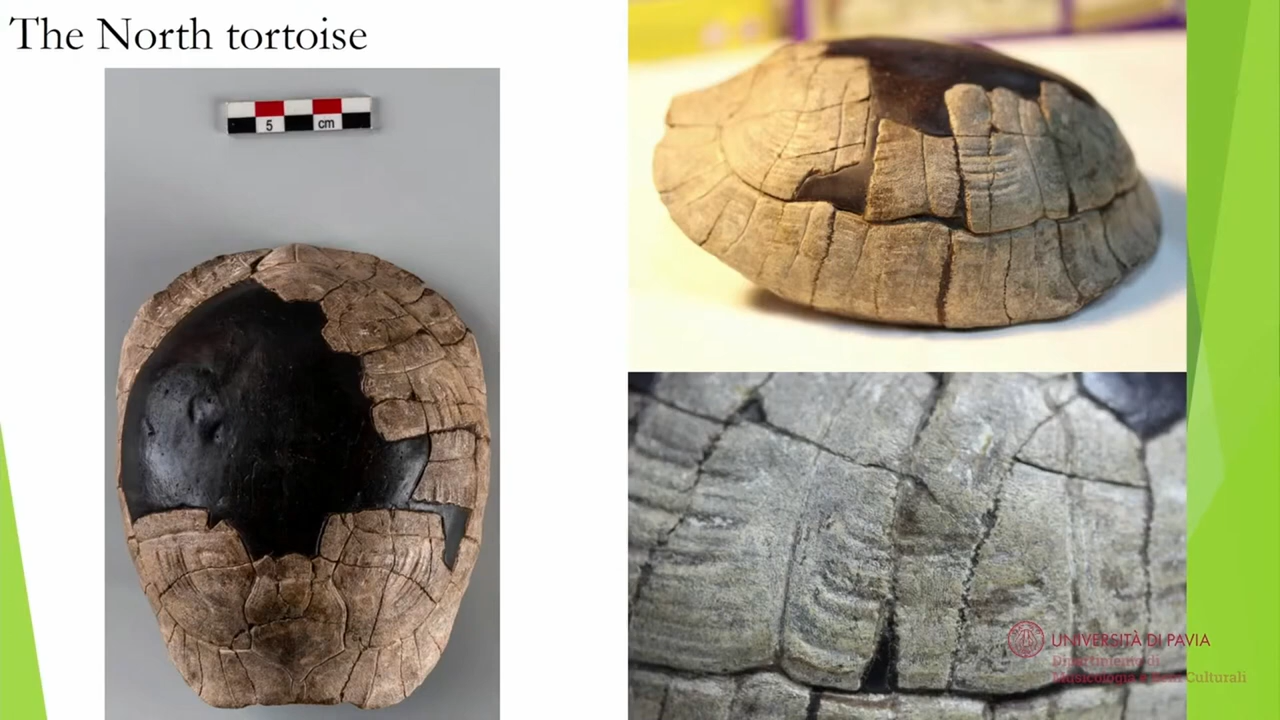 The North tortoise
5 cm
UNIVERSITÀ DI PAVIA
Dipartimento di
Musicologia e Beni Culturali